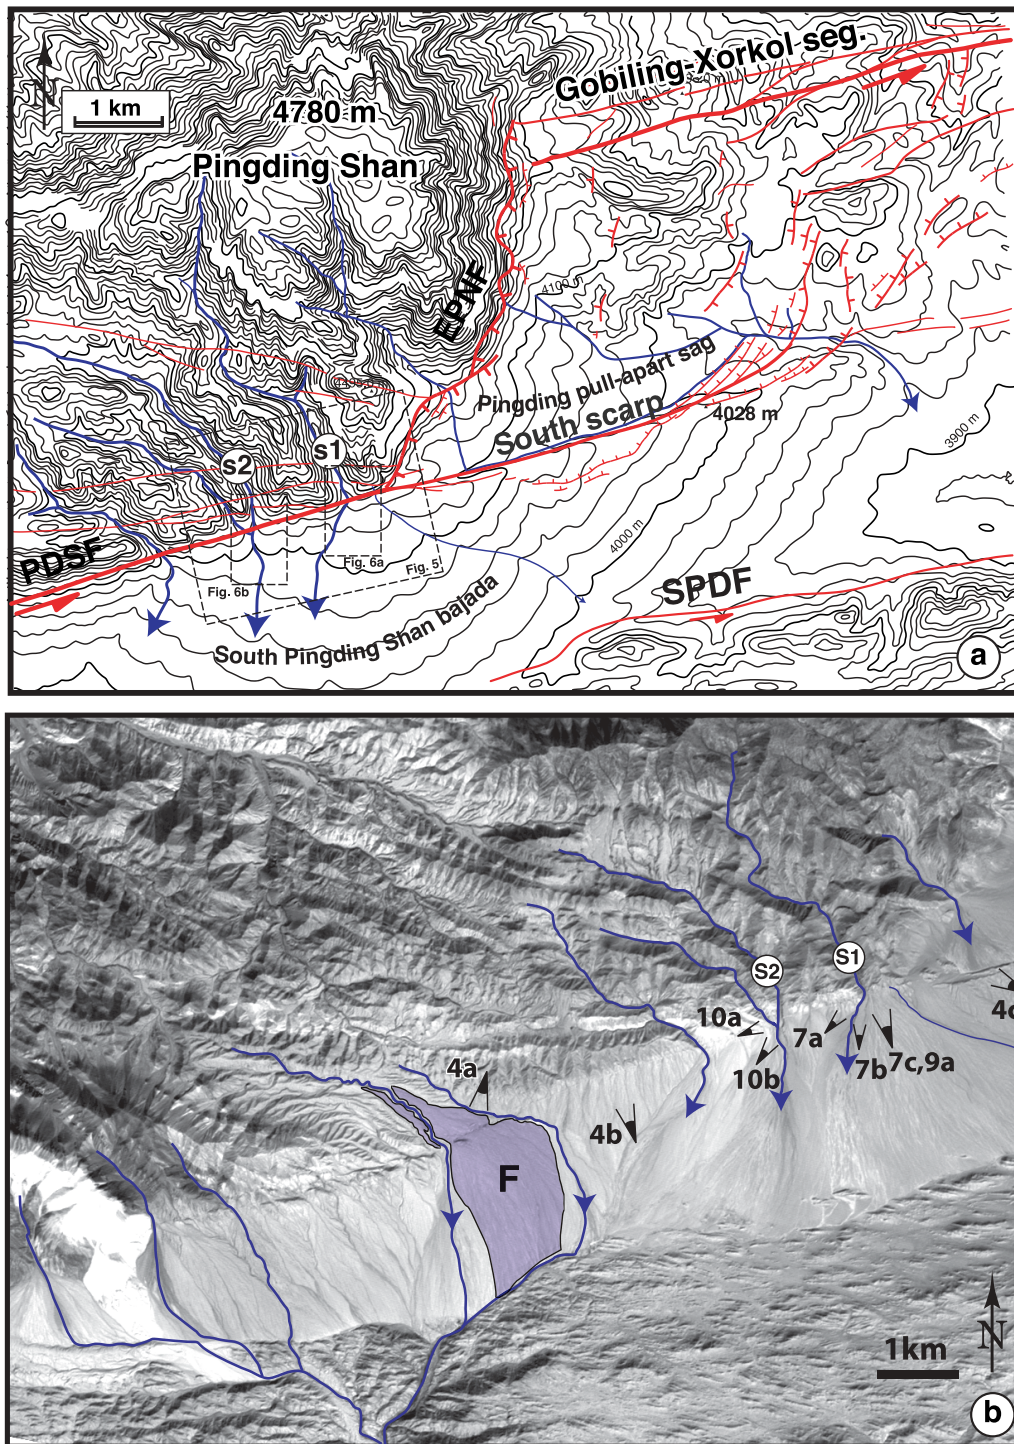 Gobiling-Xorkol seg.
N
1 km
4780 m
Pingding Shan
EPNF
4100 m
Pingding pull-apart sag
South scarp
4028 m
3900 m
s1
s2
4000 m
PDSF
Fig. 6a
Fig. 5
Fig. 6b
SPDF
South Pingding Shan bajada
a
S1
S2
4c
10a
7a
7b
7c,9a
10b
4a
4b
F
N
1km
b